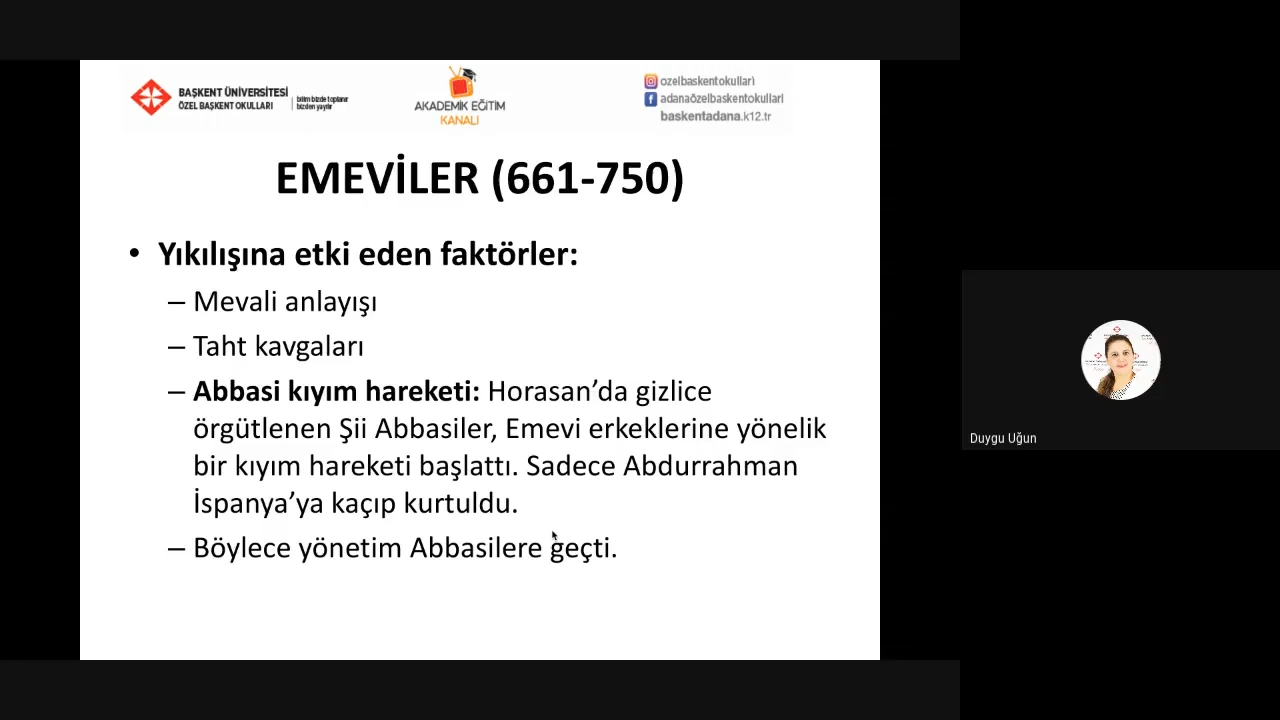 BAŞKENT ÜNİVERSİTESİ
ÖZEL BAŞKENT OKULLARI
bilim bizde toplanır
bizden yayılır
AKADEMİK EĞİTİM
KANALI
ozelbaskentokullari
adanaözelbaskentokullari
baskentadana.k12.tr
EMEVİLER (661-750)
• Yıkılışına etki eden faktörler:
– Mevali anlayışı
– Taht kavgaları
– Abbasi kıyım hareketi: Horasan’da gizlice
örgütlenen Şii Abbasiler, Emevi erkeklerine yönelik
bir kıyım hareketi başlattı. Sadece Abdurrahman
İspanya’ya kaçıp kurtuldu.
– Böylece yönetim Abbasilere geçti.
Duygu Uğun